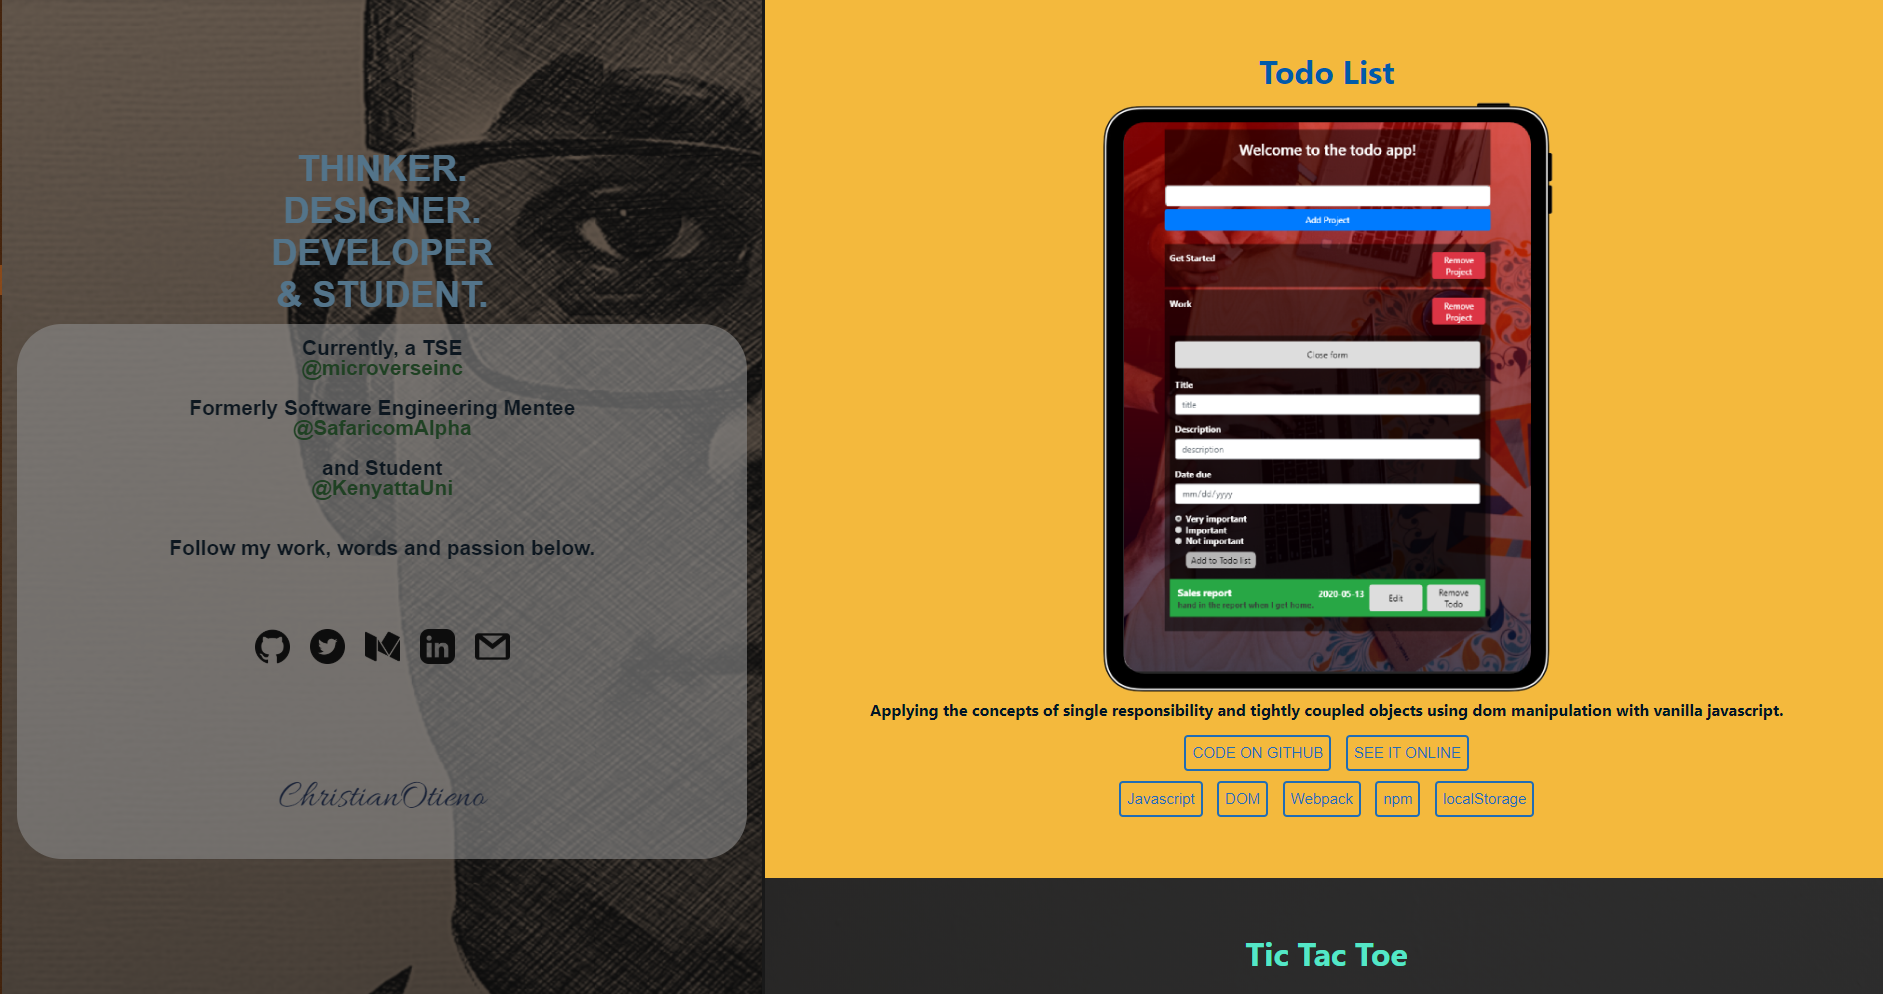 THINKER.
DESIGNER.
DEVELOPER
& STUDENT.
Currently, a TSE
@microverseinc
Formerly Software Engineering Mentee
@SafaricomAlpha
and Student
@KenyattaUni
Follow my work, words and passion below.
in
ChristianOtieno
Todo List
Welcome to the todo app!
Add Project
Get Started
Remove
Project
Work
Remove
Project
Close form
Title
title
Description
description
Date due
mm/dd/yyyy
Very important
Important
Not important
Add to Todo list
Sales report
2020-05-13
hand in the report when I get home.
Edit
Remove
Todo
Applying the concepts of single responsibility and tightly coupled objects using dom manipulation with vanilla javascript.
CODE ON GITHUB SEE IT ONLINE
Javascript DOM Webpack npm localStorage
Tic Tac Toe